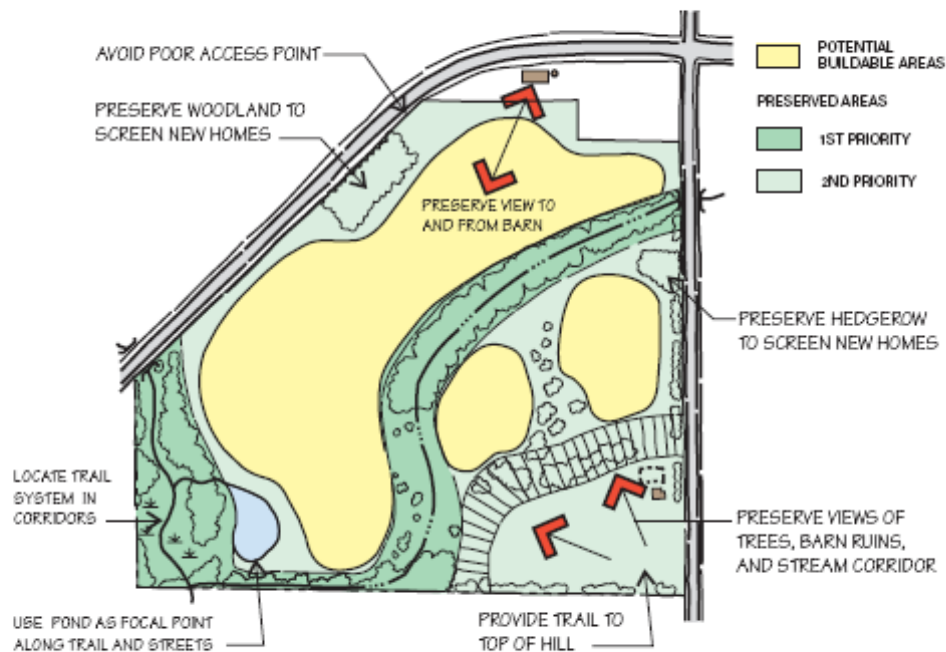 AVOID POOR ACCESS POINT
PRESERVE WOODLAND TO
SCREEN NEW HOMES
POTENTIAL
BUILDABLE AREAS
PRESERVED AREAS
1ST PRIORITY
2ND PRIORITY
PRESERVE VIEW TO
AND FROM BARN
PRESERVE HEDGEROW
TO SCREEN NEW HOMES
LOCATE TRAIL
SYSTEM IN
CORRIDORS
PRESERVE VIEWS OF
TREES, BARN RUINS,
AND STREAM CORRIDOR
USE POND AS FOCAL POINT
ALONG TRAIL AND STREETS
PROVIDE TRAIL TO
TOP OF HILL